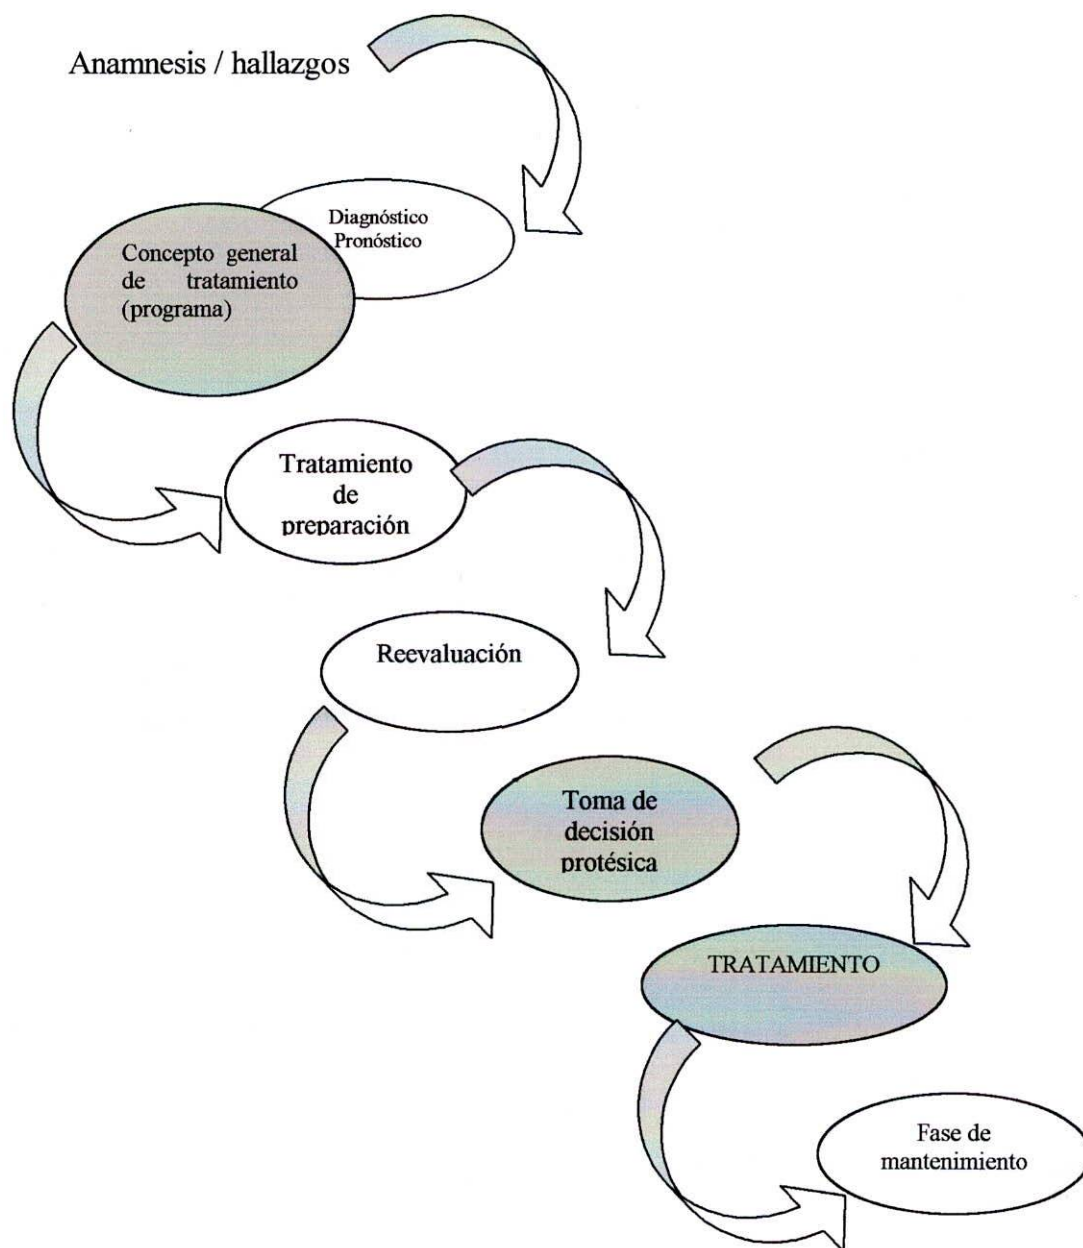 Anamnesis / hallazgos
Diagnóstico
Pronóstico
Concepto general
de tratamiento
(programa)
Tratamiento
de
preparación
Reevaluación
Toma de
decisión
protésica
TRATAMIENTO
Fase de
mantenimiento